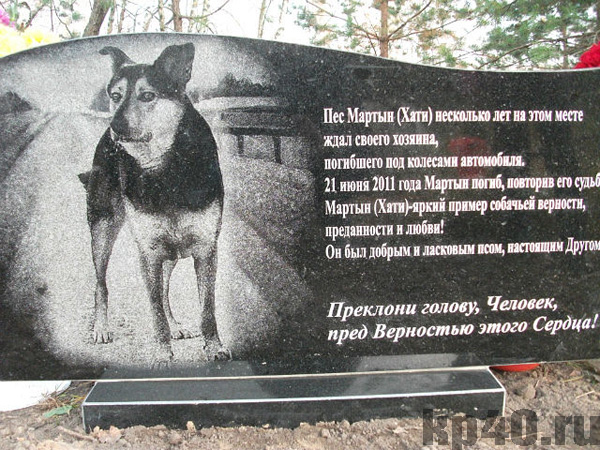 Пес Мартын (Хати) несколько лет на этом месте
ждал своего хозяина,
погибшего под колесами автомобиля.
21 июня 2011 года Мартын погиб, повторив его судьб
Мартын (Хати)-яркий пример собачьей верности,
преданности и любви!
Он был добрым и ласковым псом, настоящим Другом
Преклони голову, Человек,
пред Верностью этого Сердца!
kp40.ru